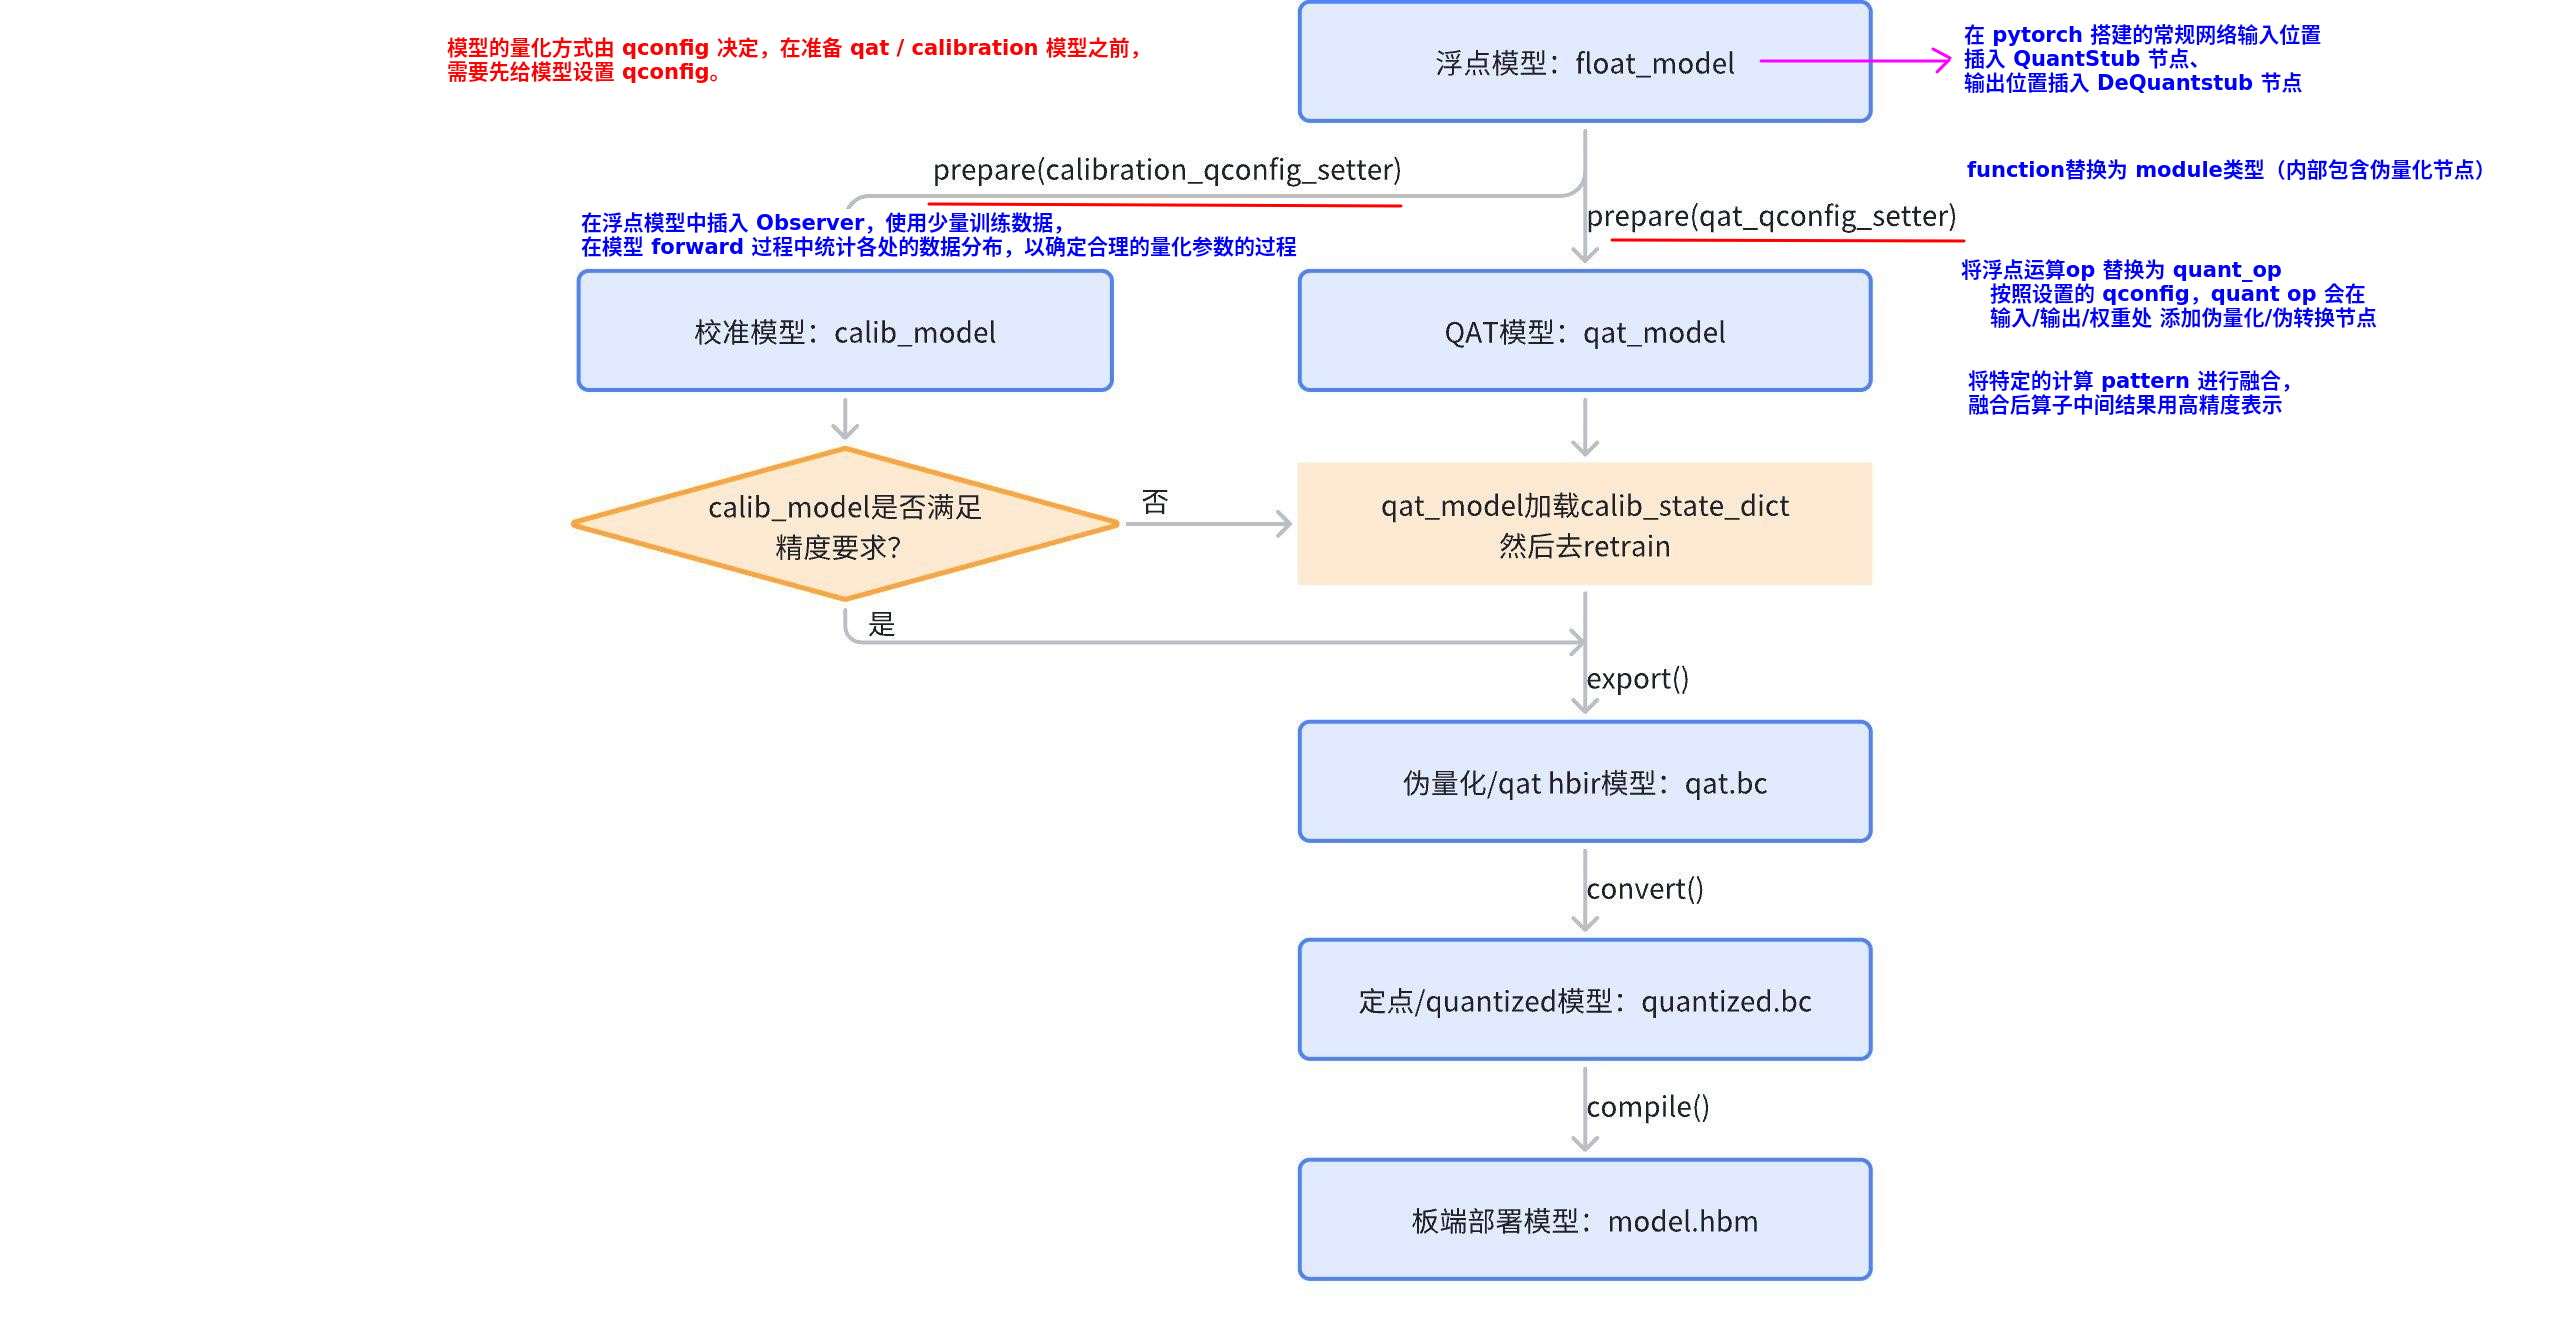 模型的量化方式由 qconfig 决定，在准备 qat / calibration 模型之前，
需要先给模型设置 qconfig。
浮点模型：float_model
在 pytorch 搭建的常规网络输入位置
插入 QuantStub 节点、
输出位置插入 DeQuantstub 节点
prepare(calibration_qconfig_setter)
function替换为 module类型（内部包含伪量化节点）
prepare(qat_qconfig_setter)
在浮点模型中插入 Observer，使用少量训练数据，
在模型 forward 过程中统计各处的数据分布，以确定合理的量化参数的过程
将浮点运算op 替换为 quant_op
按照设置的 qconfig，quant op 会在
输入/输出/权重处 添加伪量化/伪转换节点
校准模型：calib_model
QAT模型：qat_model
将特定的计算 pattern 进行融合，
融合后算子中间结果用高精度表示
calib_model是否满足
精度要求？
否
qat_model加载calib_state_dict
然后去retrain
是
export()
伪量化/qat hbir模型：qat.bc
convert()
定点/quantized模型：quantized.bc
compile()
板端部署模型：model.hbm